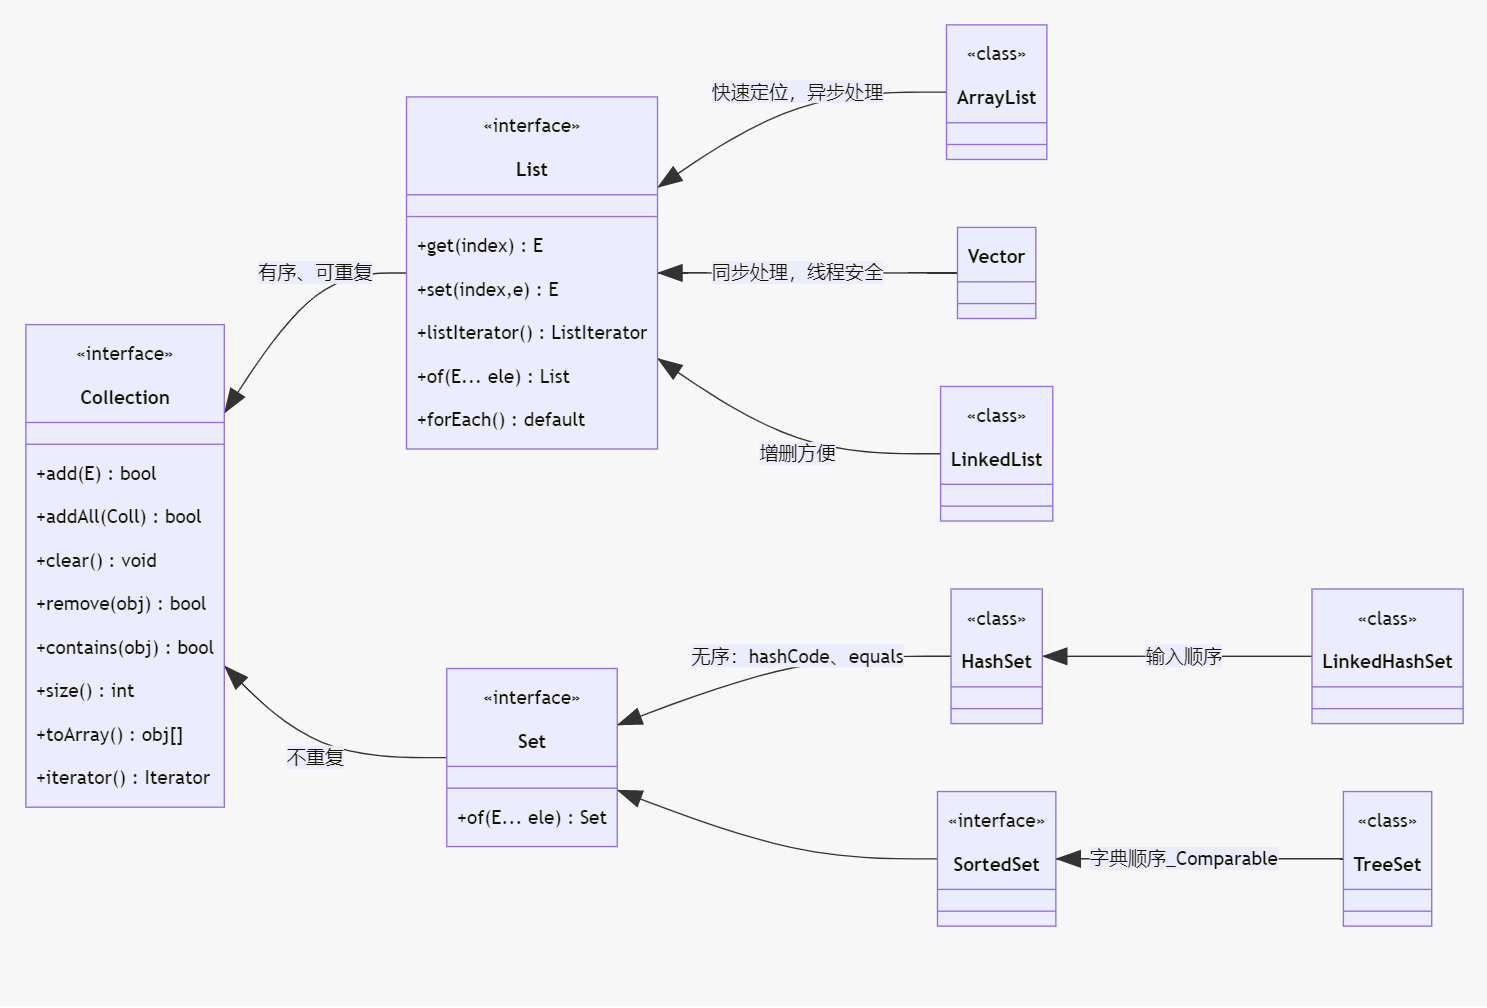 «interface»
Collection
+add(E) : bool
+addAll(Coll) : bool
+clear() : void
+remove(obj) : bool
+contains(obj) : bool
+size() : int
+toArray() : obj[]
+iterator() : Iterator
有序、可重复
不重复
«interface»
List
+get(index) : E
+set(index,e) : E
+listIterator() : ListIterator
+of(E... ele) : List
+forEach() : default
«interface»
Set
+of(E... ele) : Set
快速定位，异步处理
同步处理，线程安全
增删方便
无序：hashCode、equals
«class»
ArrayList
Vector
«class»
LinkedList
«class»
HashSet
«interface»
SortedSet
输入顺序
字典顺序_Comparable
«class»
LinkedHashSet
«class»
TreeSet